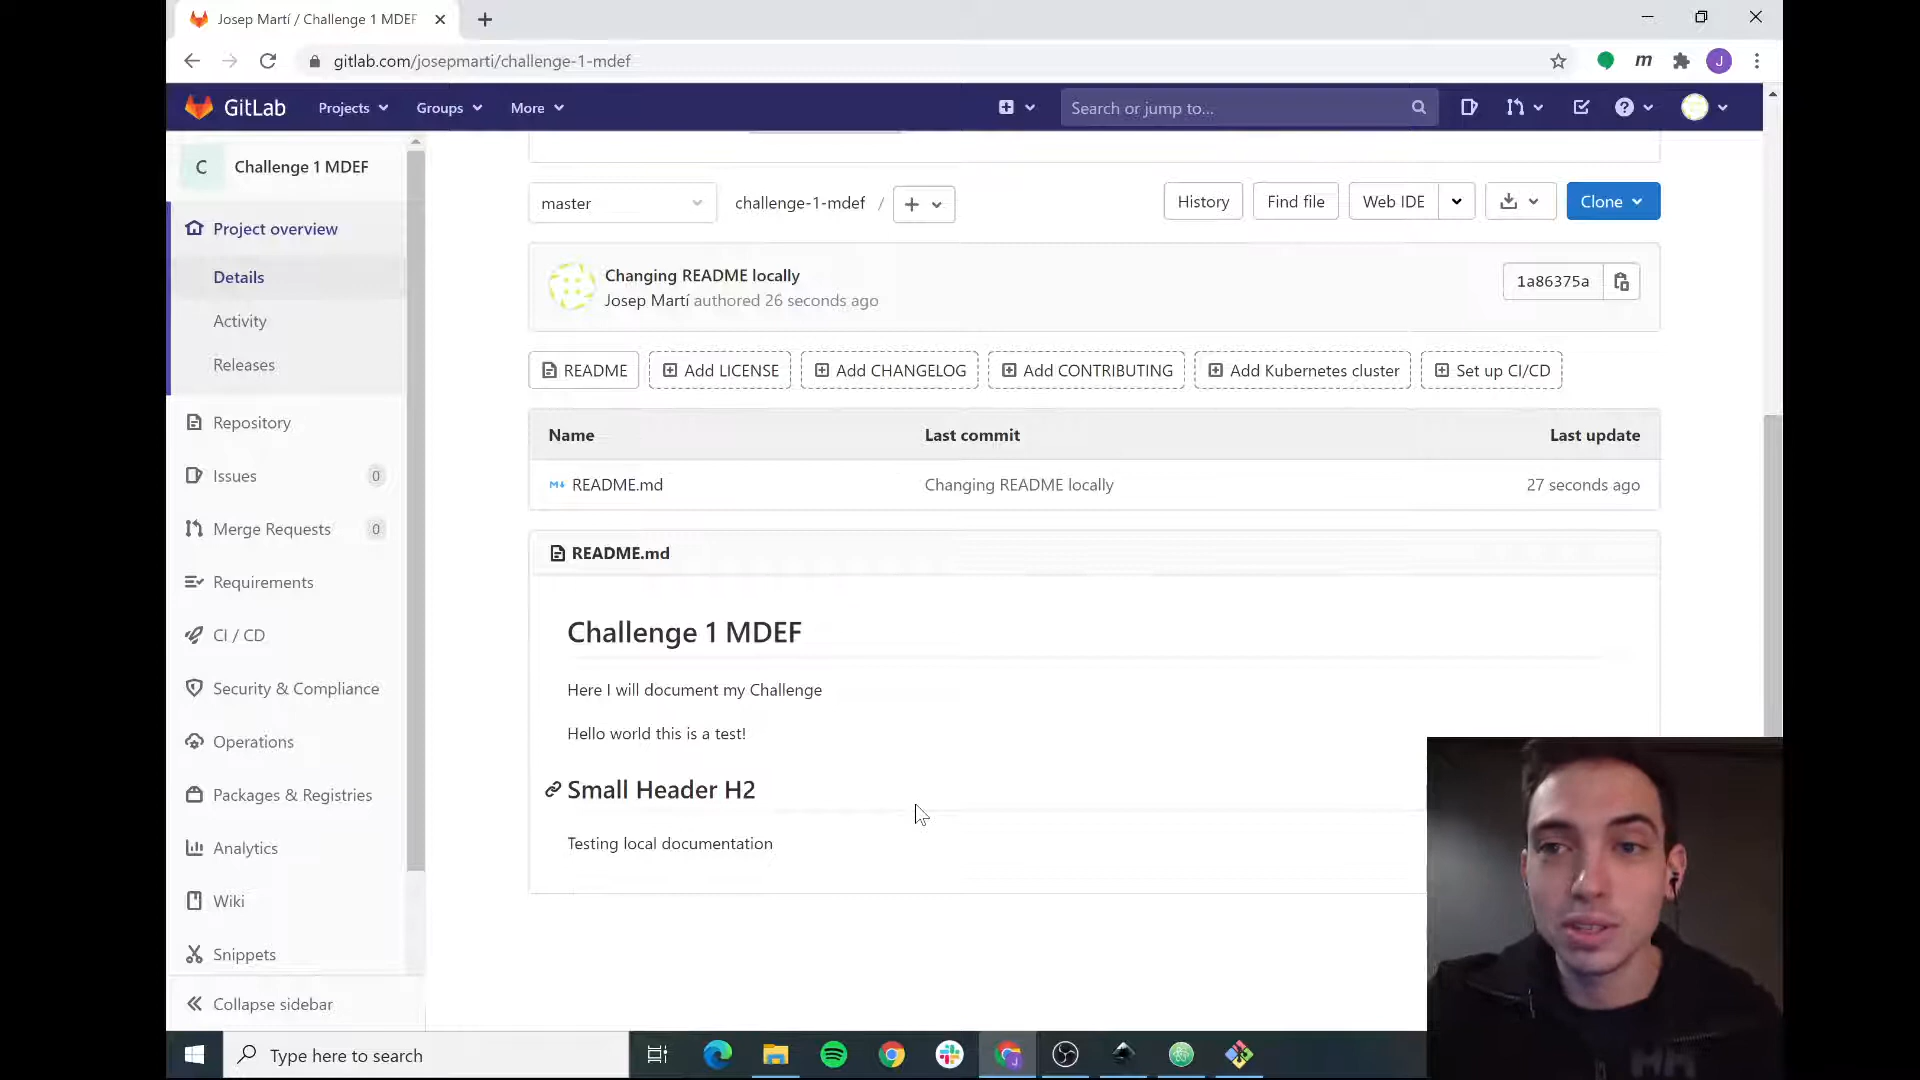 Josep Martí / Challenge 1 MDEF
gitlab.com/josepmarti/challenge-1-mdef
m
J
GitLab
Projects
Groups
More
Search or jump to...
C
Challenge 1 MDEF
Project overview
Details
Activity
Releases
Repository
Issues 0
Merge Requests 0
Requirements
CI / CD
Security & Compliance
Operations
Packages & Registries
Analytics
Wiki
Snippets
Collapse sidebar
master
challenge-1-mdef /
History
Find file
Web IDE
Clone
Changing README locally
Josep Martí authored 26 seconds ago
1a86375a
README
Add LICENSE
Add CHANGELOG
Add CONTRIBUTING
Add Kubernetes cluster
Set up CI/CD
Name Last commit Last update
README.md Changing README locally 27 seconds ago
README.md
Challenge 1 MDEF
Here I will document my Challenge
Hello world this is a test!
Small Header H2
Testing local documentation
Type here to search